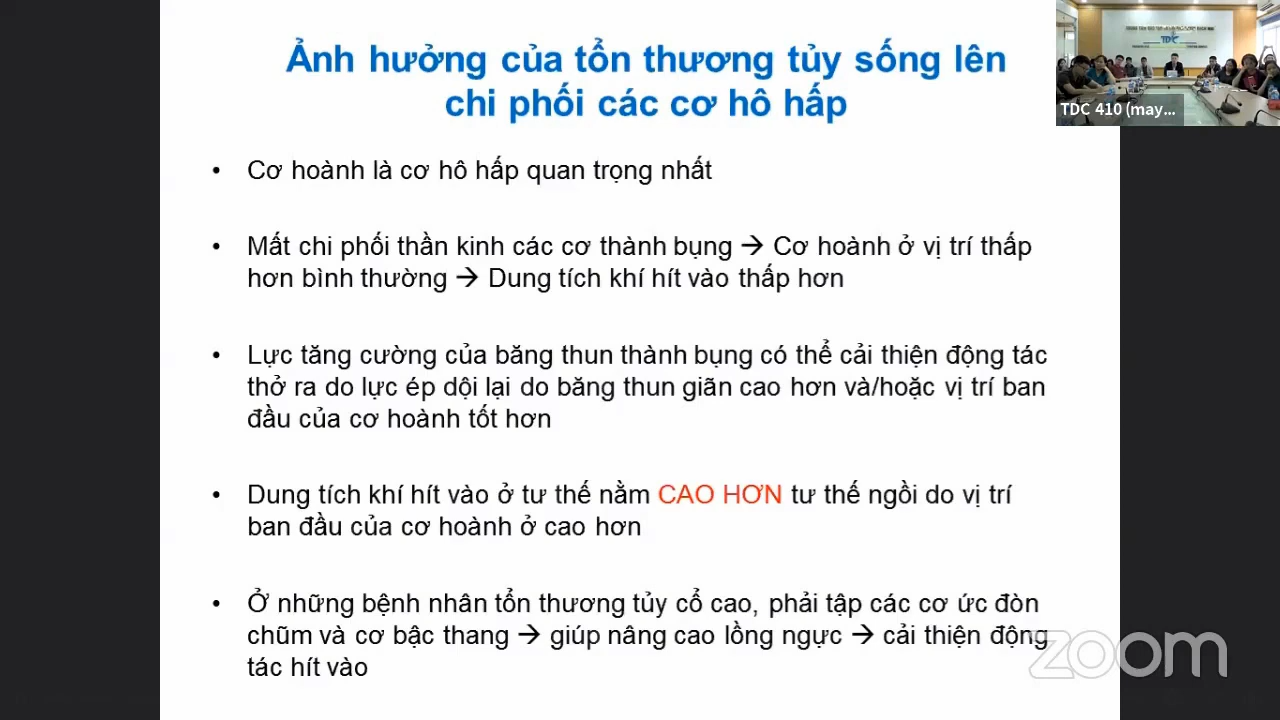 Ảnh hưởng của tổn thương tủy sống lên
chi phối các cơ hô hấp
• Cơ hoành là cơ hô hấp quan trọng nhất
• Mất chi phối thần kinh các cơ thành bụng → Cơ hoành ở vị trí thấp
hơn bình thường → Dung tích khí hít vào thấp hơn
• Lực tăng cường của băng thun thành bụng có thể cải thiện động tác
thở ra do lực ép dội lại do băng thun giãn cao hơn và/hoặc vị trí ban
đầu của cơ hoành tốt hơn
• Dung tích khí hít vào ở tư thế nằm CAO HƠN tư thế ngồi do vị trí
ban đầu của cơ hoành ở cao hơn
• Ở những bệnh nhân tổn thương tủy cổ cao, phải tập các cơ ức đòn
chũm và cơ bậc thang → giúp nâng cao lồng ngực → cải thiện động
tác hít vào
TDC
TDC 410 (may...
zoom